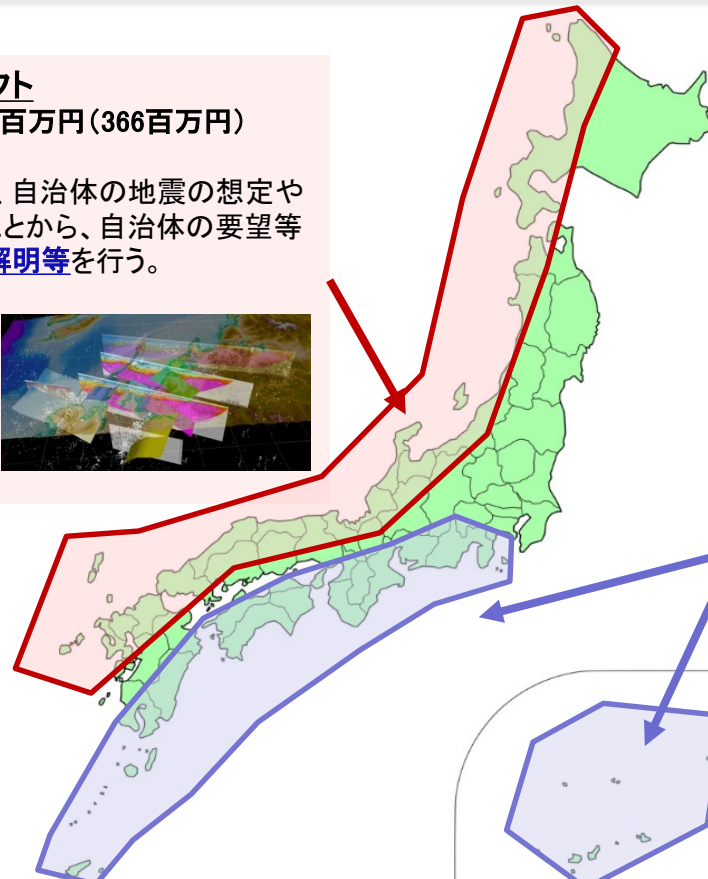 クト
百万円（366百万円）
、自治体の地震の想定や
とから、自治体の要望等
解明等を行う。